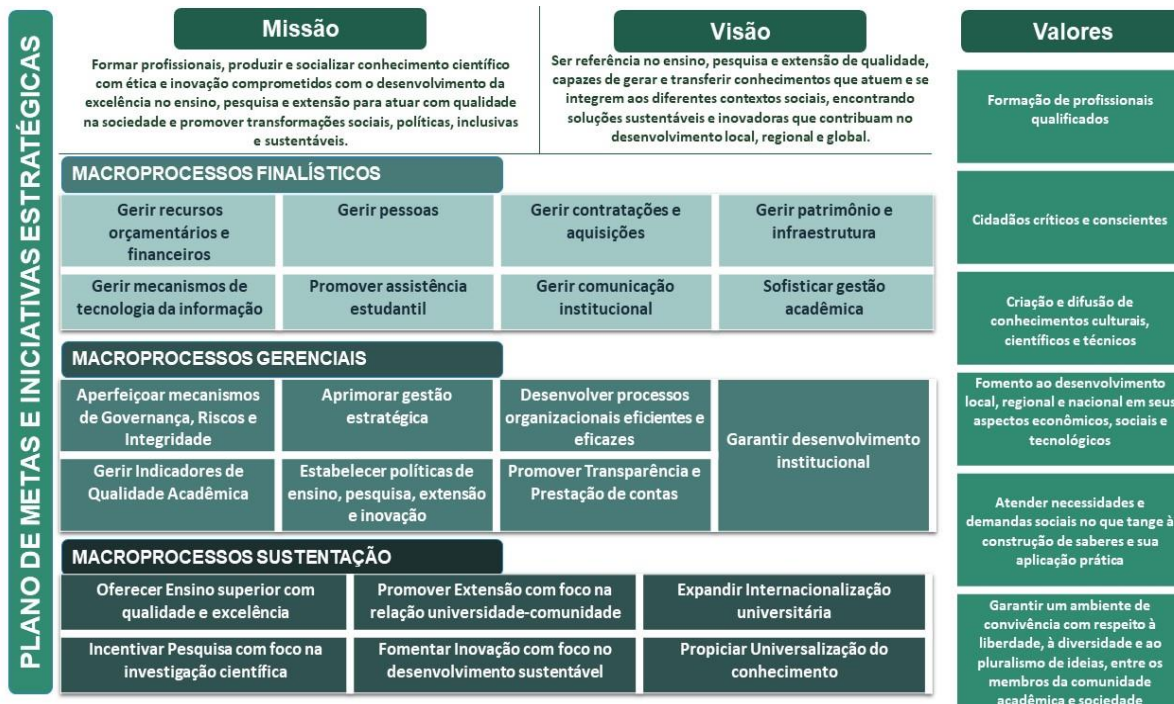 PLANO DE METAS E INICIATIVAS ESTRATÉGICAS
Missão
Formar profissionais, produzir e socializar conhecimento científico
com ética e inovação comprometidos com o desenvolvimento da
excelência no ensino, pesquisa e extensão para atuar com qualidade
na sociedade e promover transformações sociais, políticas, inclusivas
e sustentáveis.
Visão
Ser referência no ensino, pesquisa e extensão de qualidade,
capazes de gerar e transferir conhecimentos que atuem e se
integrem aos diferentes contextos sociais, encontrando
soluções sustentáveis e inovadoras que contribuam no
desenvolvimento local, regional e global.
MACROPROCESSOS FINALÍSTICOS
Gerir recursos
orçamentários e
financeiros
Gerir pessoas
Gerir contratações e
aquisições
Gerir patrimônio e
infraestrutura
Gerir mecanismos de
tecnologia da informação
Promover assistência
estudantil
Gerir comunicação
institucional
Sofisticar gestão
acadêmica
MACROPROCESSOS GERENCIAIS
Aperfeiçoar mecanismos
de Governança, Riscos e
Integridade
Aprimorar gestão
estratégica
Desenvolver processos
organizacionais eficientes e
eficazes
Garantir desenvolvimento
institucional
Gerir Indicadores de
Qualidade Acadêmica
Estabelecer políticas de
ensino, pesquisa, extensão
e inovação
Promover Transparência e
Prestação de contas
MACROPROCESSOS SUSTENTAÇÃO
Oferecer Ensino superior com
qualidade e excelência
Promover Extensão com foco na
relação universidade-comunidade
Expandir Internacionalização
universitária
Incentivar Pesquisa com foco na
investigação científica
Fomentar Inovação com foco no
desenvolvimento sustentável
Propiciar Universalização do
conhecimento
Valores
Formação de profissionais
qualificados
Cidadãos críticos e conscientes
Criação e difusão de
conhecimentos culturais,
científicos e técnicos
Fomento ao desenvolvimento
local, regional e nacional em seus
aspectos econômicos, sociais e
tecnológicos
Atender necessidades e
demandas sociais no que tange à
construção de saberes e sua
aplicação prática
Garantir um ambiente de
convivência com respeito à
liberdade, à diversidade e ao
pluralismo de ideias, entre os
membros da comunidade
acadêmica e sociedade